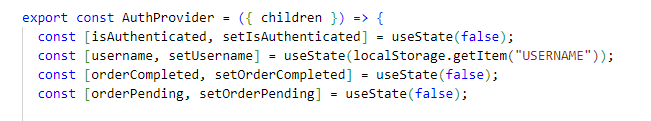 export const AuthProvider = ({ children }) => {
const [isAuthenticated, setIsAuthenticated] = useState(false);
const [username, setUsername] = useState(localStorage.getItem("USERNAME"));
const [orderCompleted, setOrderCompleted] = useState(false);
const [orderPending, setOrderPending] = useState(false);